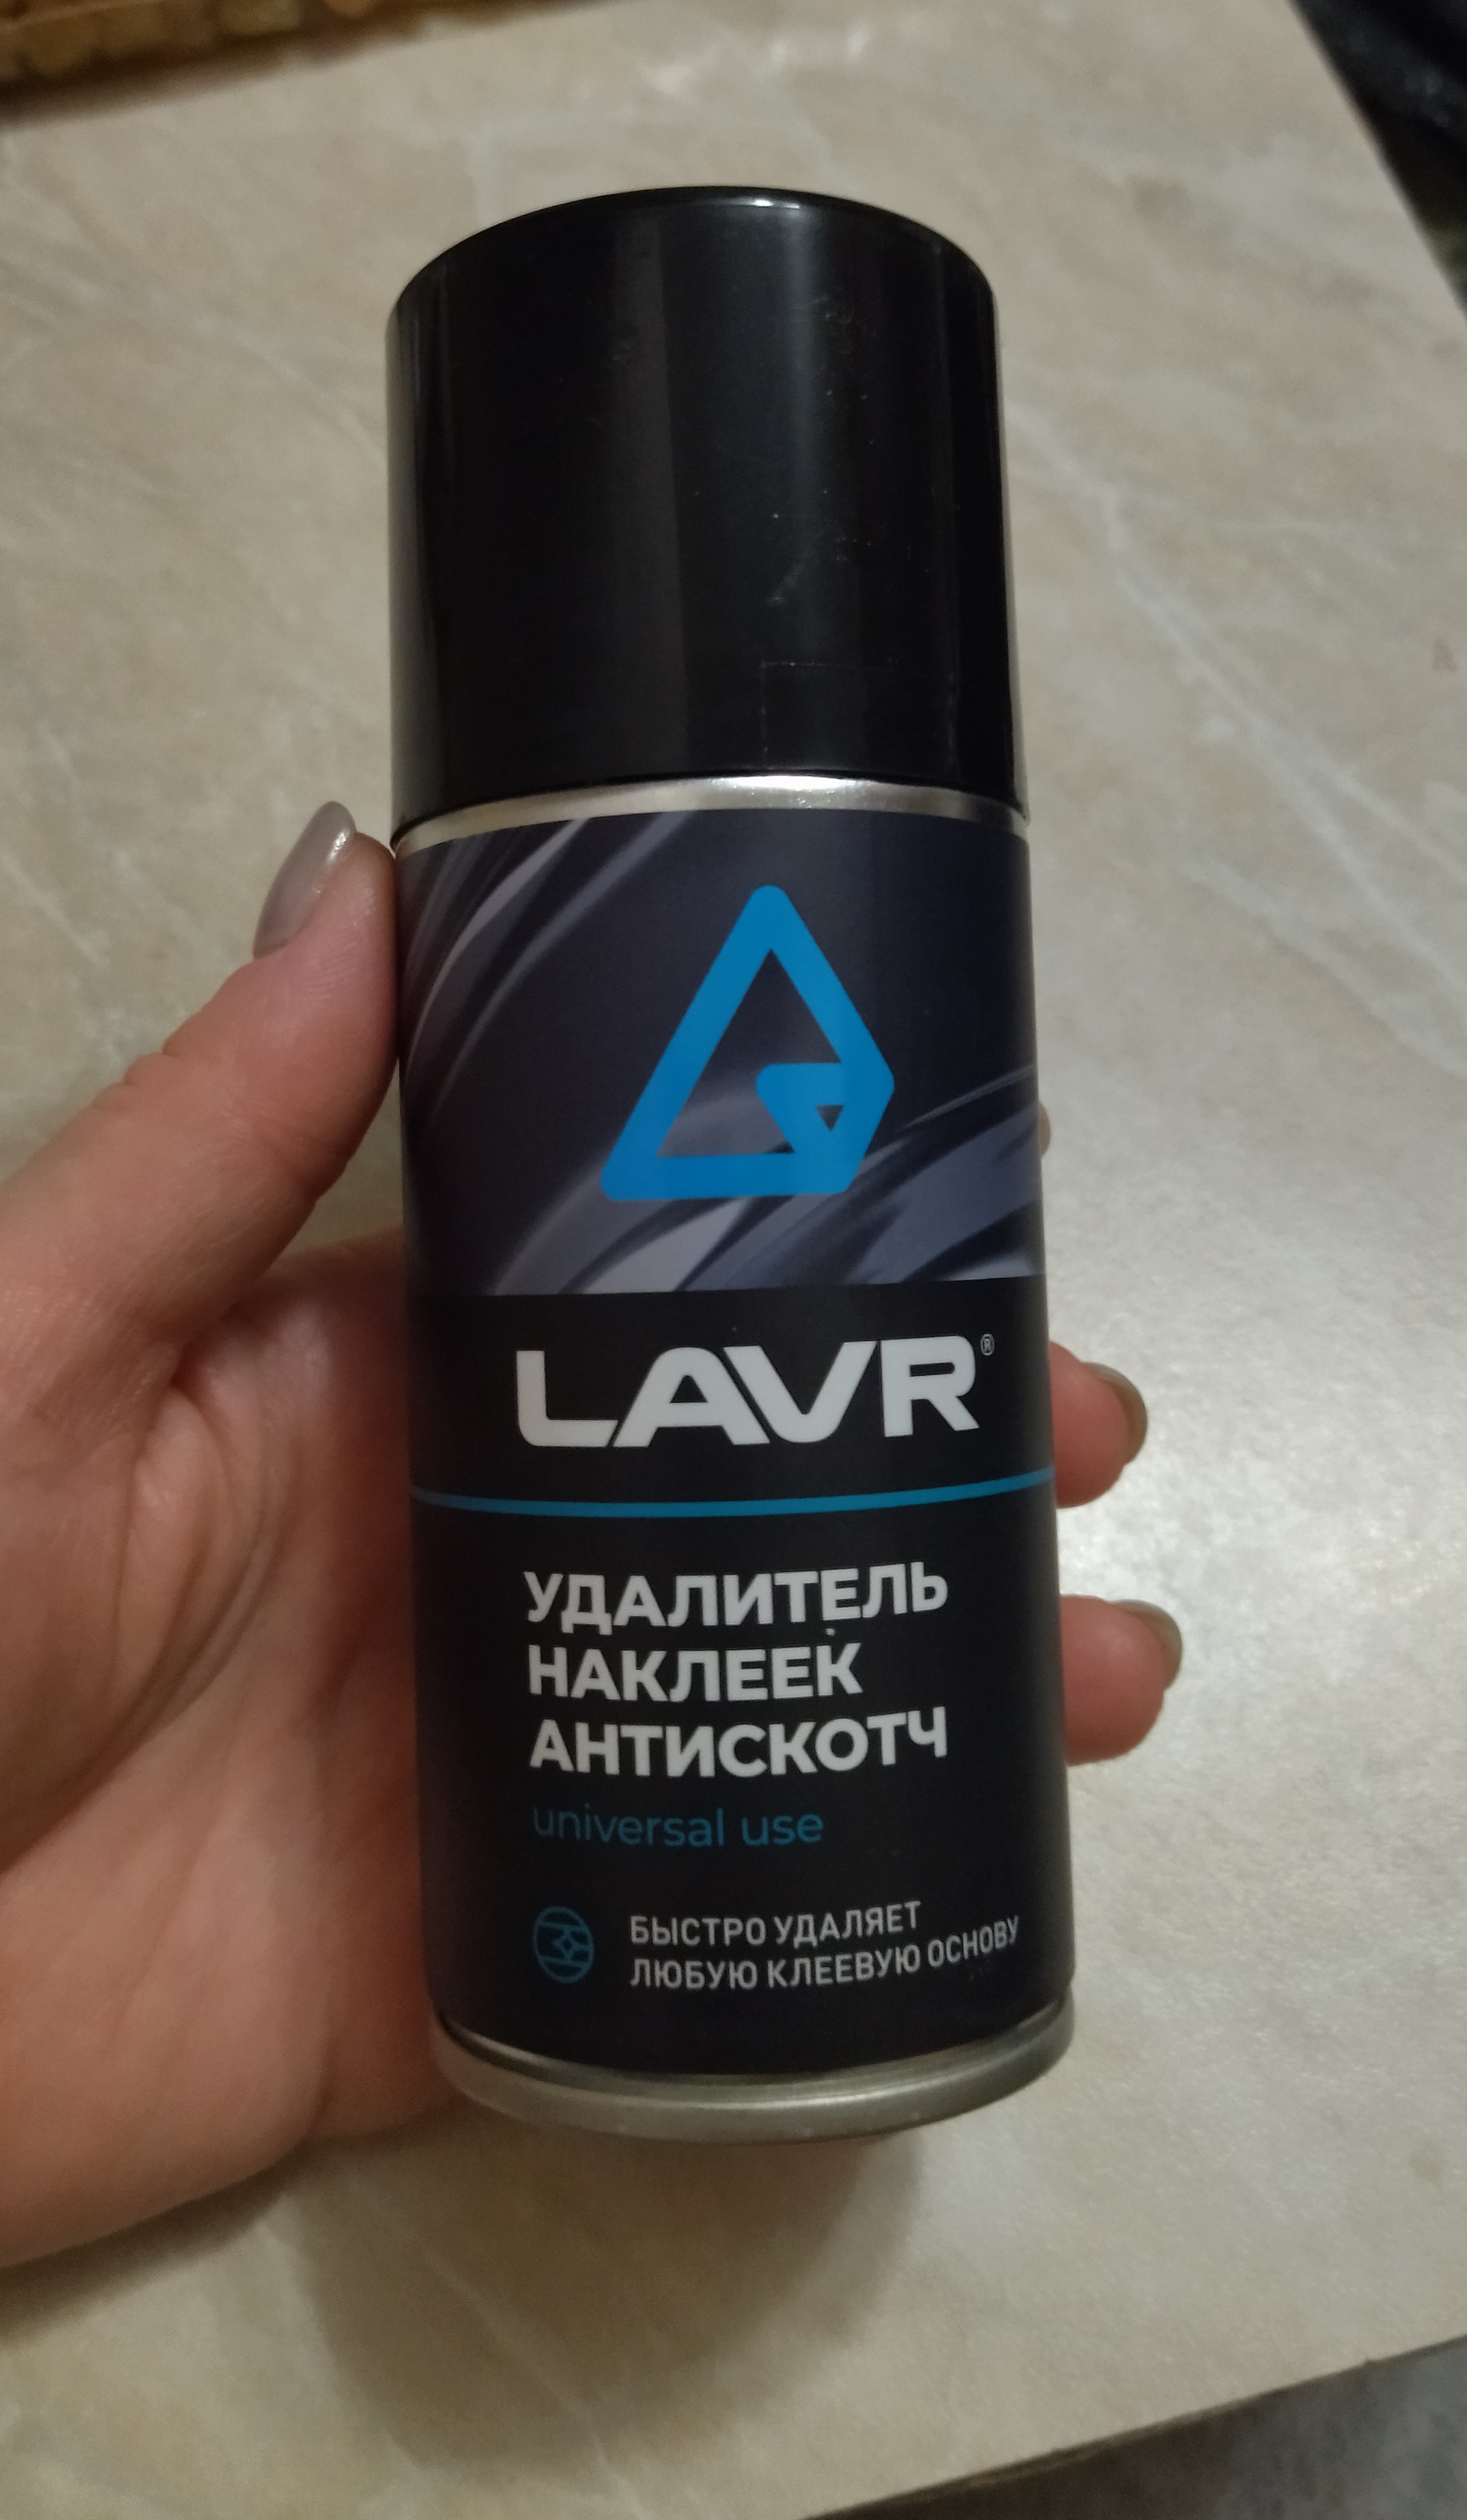 LAVR®
УДАЛИТЕЛЬ
НАКЛЕЕК
АНТИСКОТЧ
universal use
БЫСТРО УДАЛЯЕТ
ЛЮБУЮ КЛЕЕВУЮ ОСНОВУ